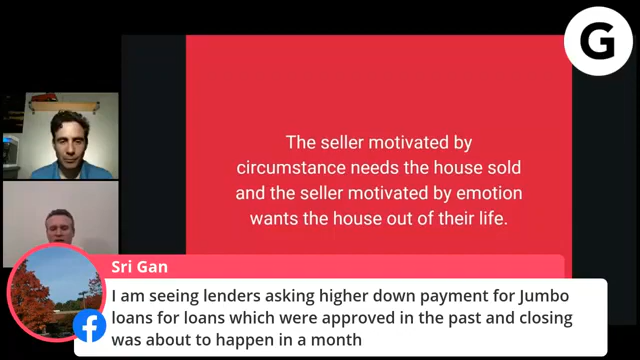 G
The seller motivated by
circumstance needs the house sold
and the seller motivated by emotion
wants the house out of their life.
Sri Gan
I am seeing lenders asking higher down payment for Jumbo
loans for loans which were approved in the past and closing
was about to happen in a month